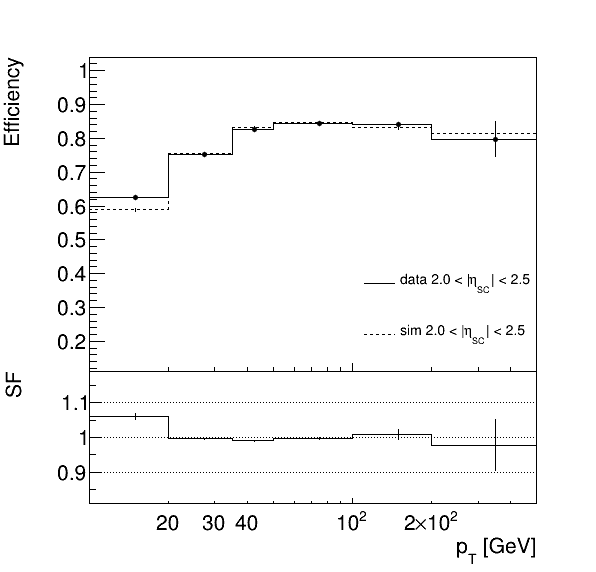 Efficiency
1
0.9
0.8
0.7
0.6
0.5
0.4
0.3
0.2
data 2.0 < |η_SC| < 2.5
sim 2.0 < |η_SC| < 2.5
SF
1.1
1
0.9
20 30 40 10² 2×10²
p_T [GeV]